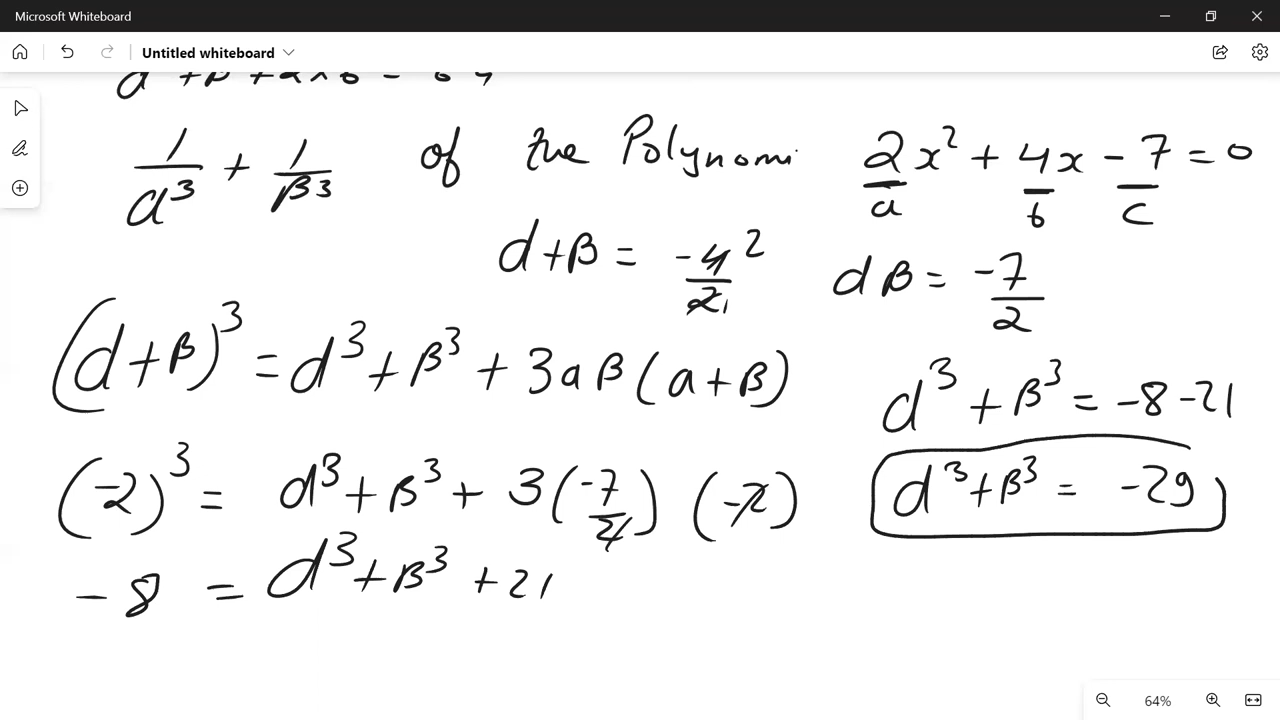 Microsoft Whiteboard
Untitled whiteboard
1/α³ + 1/β³ of the Polynomi 2x² + 4x - 7 = 0
a b c
α+β = -4/2 2 1
αβ = -7/2
(α+β)³ = α³ + β³ + 3αβ(α+β)
α³ + β³ = -8 -21
(-2)³ = α³ + β³ + 3(-7/2)(-2)
α³+β³ = -29
-8 = α³+β³ +21
64%